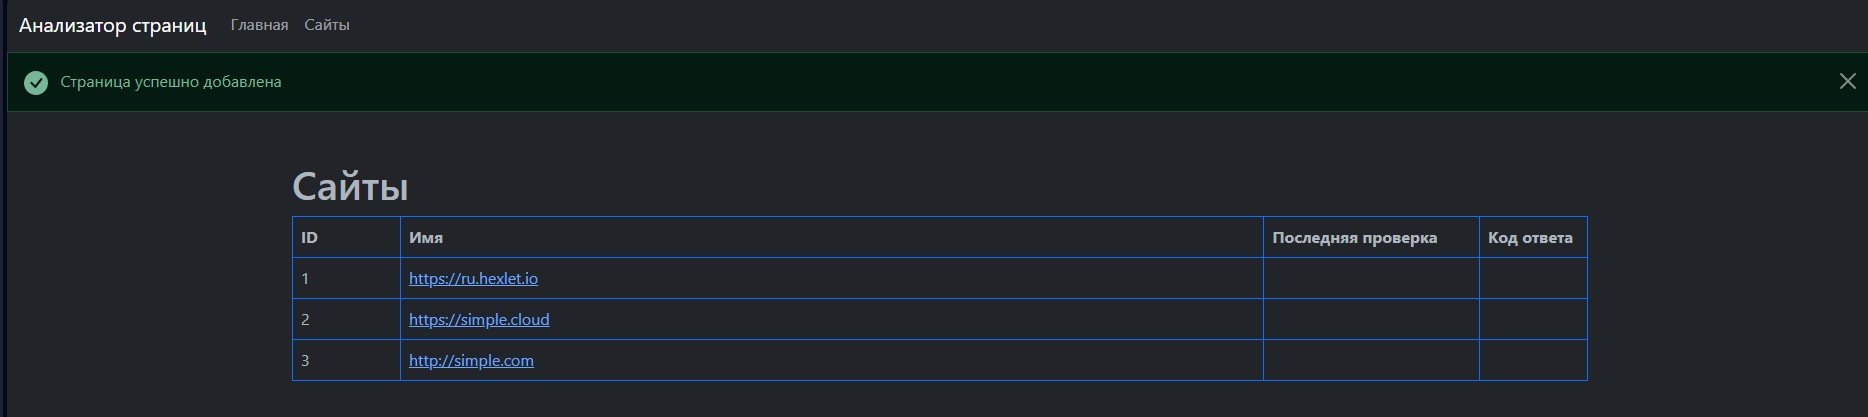 Анализатор страниц Главная Сайты
Страница успешно добавлена
Сайты
ID Имя Последняя проверка Код ответа
1 https://ru.hexlet.io
2 https://simple.cloud
3 http://simple.com